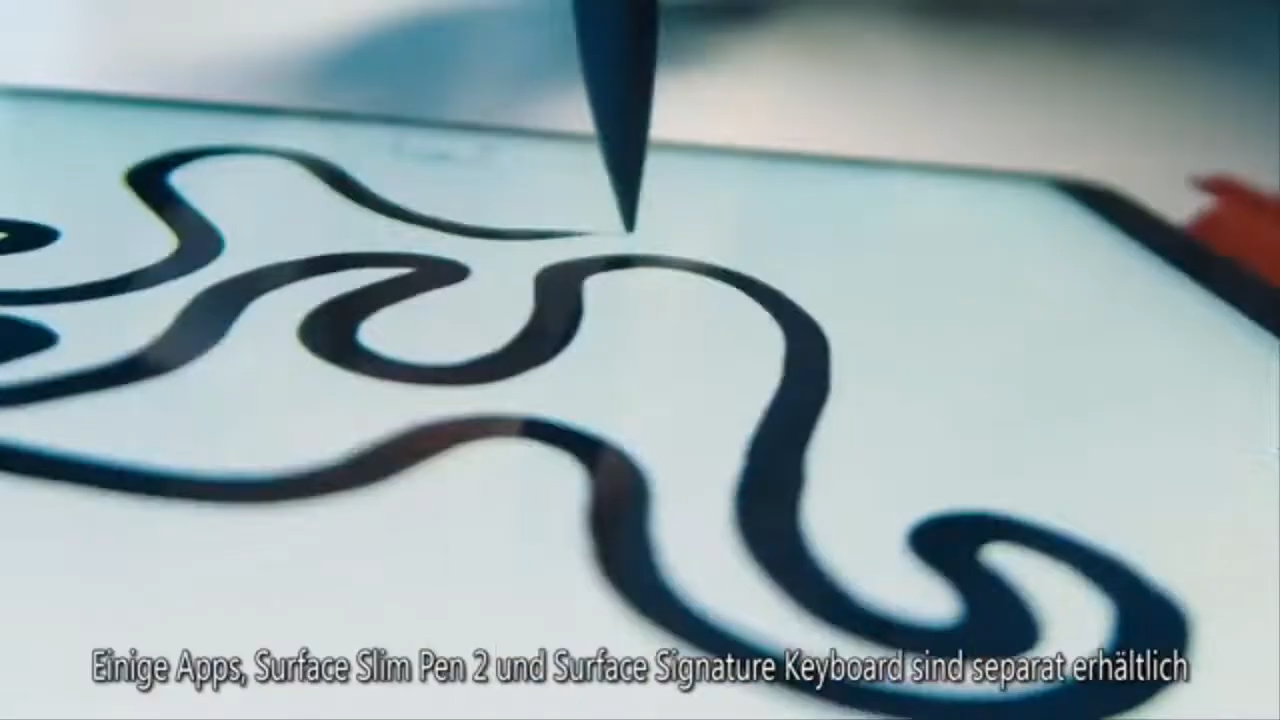 Einige Apps, Surface Slim Pen 2 und Surface Signature Keyboard sind separat erhältlich